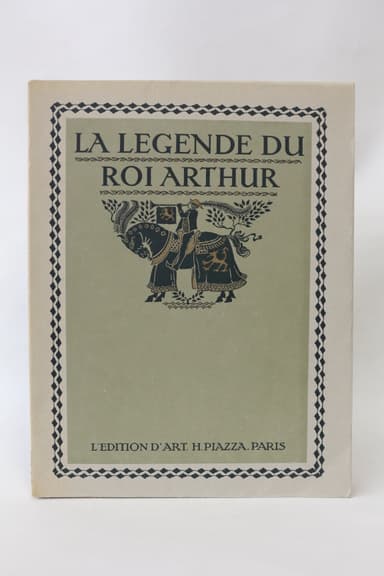 LA LEGENDE DU
ROI ARTHUR
L'EDITION D'ART. H. PIAZZA. PARIS